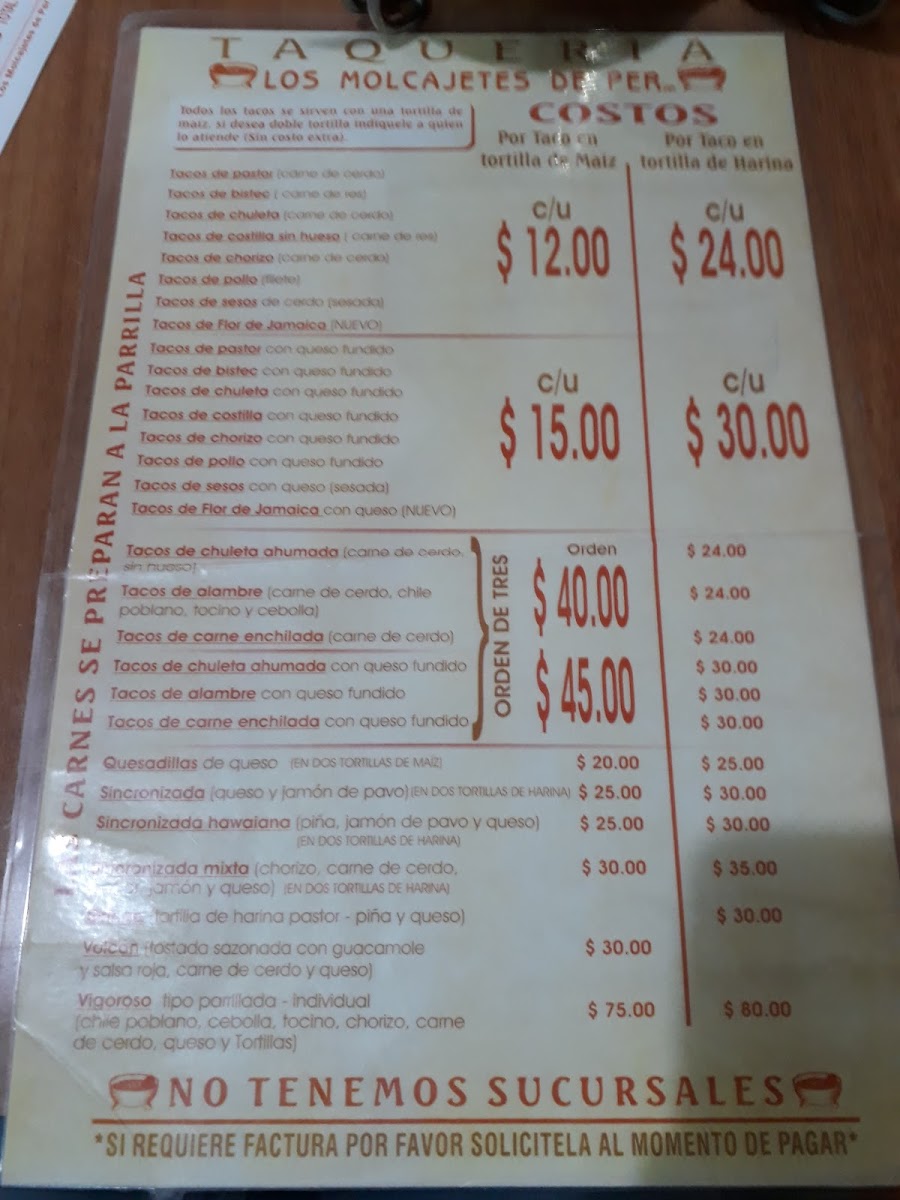 TOTAL
Los Molcajetes de Per
TAQUERIA
LOS MOLCAJETES DE PER...
Todos los tacos se sirven con una tortilla de
maíz, si desea doble tortilla indíquele a quien
lo atiende (Sin costo extra).
COSTOS
Por Taco en
tortilla de Maíz
Por Taco en
tortilla de Harina
CARNES SE PREPARAN A LA PARRILLA
Tacos de pastor (carne de cerdo)
Tacos de bistec ( carne de res)
Tacos de chuleta (carne de cerdo)
Tacos de costilla sin hueso ( carne de res)
Tacos de chorizo (carne de cerdo)
Tacos de pollo (filete)
Tacos de sesos de cerdo (sesada)
Tacos de Flor de Jamaica (NUEVO)
c/u
$ 12.00
c/u
$ 24.00
Tacos de pastor con queso fundido
Tacos de bistec con queso fundido
Tacos de chuleta con queso fundido
Tacos de costilla con queso fundido
Tacos de chorizo con queso fundido
Tacos de pollo con queso fundido
Tacos de sesos con queso (sesada)
Tacos de Flor de Jamaica con queso (NUEVO)
c/u
$ 15.00
c/u
$ 30.00
Tacos de chuleta ahumada (carne de cerdo,
sin hueso)
Tacos de alambre (carne de cerdo, chile
poblano, tocino y cebolla)
Tacos de carne enchilada (carne de cerdo)
Tacos de chuleta ahumada con queso fundido
Tacos de alambre con queso fundido
Tacos de carne enchilada con queso fundido
ORDEN DE TRES
Orden
$ 40.00
$ 45.00
$ 24.00
$ 24.00
$ 24.00
$ 30.00
$ 30.00
$ 30.00
Quesadillas de queso (EN DOS TORTILLAS DE MAÍZ) $ 20.00 $ 25.00
Sincronizada (queso y jamón de pavo) (EN DOS TORTILLAS DE HARINA) $ 25.00 $ 30.00
Sincronizada hawaiana (piña, jamón de pavo y queso) $ 25.00 $ 30.00
(EN DOS TORTILLAS DE HARINA)
Sincronizada mixta (chorizo, carne de cerdo, $ 30.00 $ 35.00
jamón y queso) (EN DOS TORTILLAS DE HARINA)
tortilla de harina pastor - piña y queso) $ 30.00
Volcán (tostada sazonada con guacamole $ 30.00
y salsa roja, carne de cerdo y queso)
Vigoroso tipo parrillada - individual $ 75.00 $ 80.00
(chile poblano, cebolla, tocino, chorizo, carne
de cerdo, queso y Tortillas)
NO TENEMOS SUCURSALES
*SI REQUIERE FACTURA POR FAVOR SOLICITELA AL MOMENTO DE PAGAR*